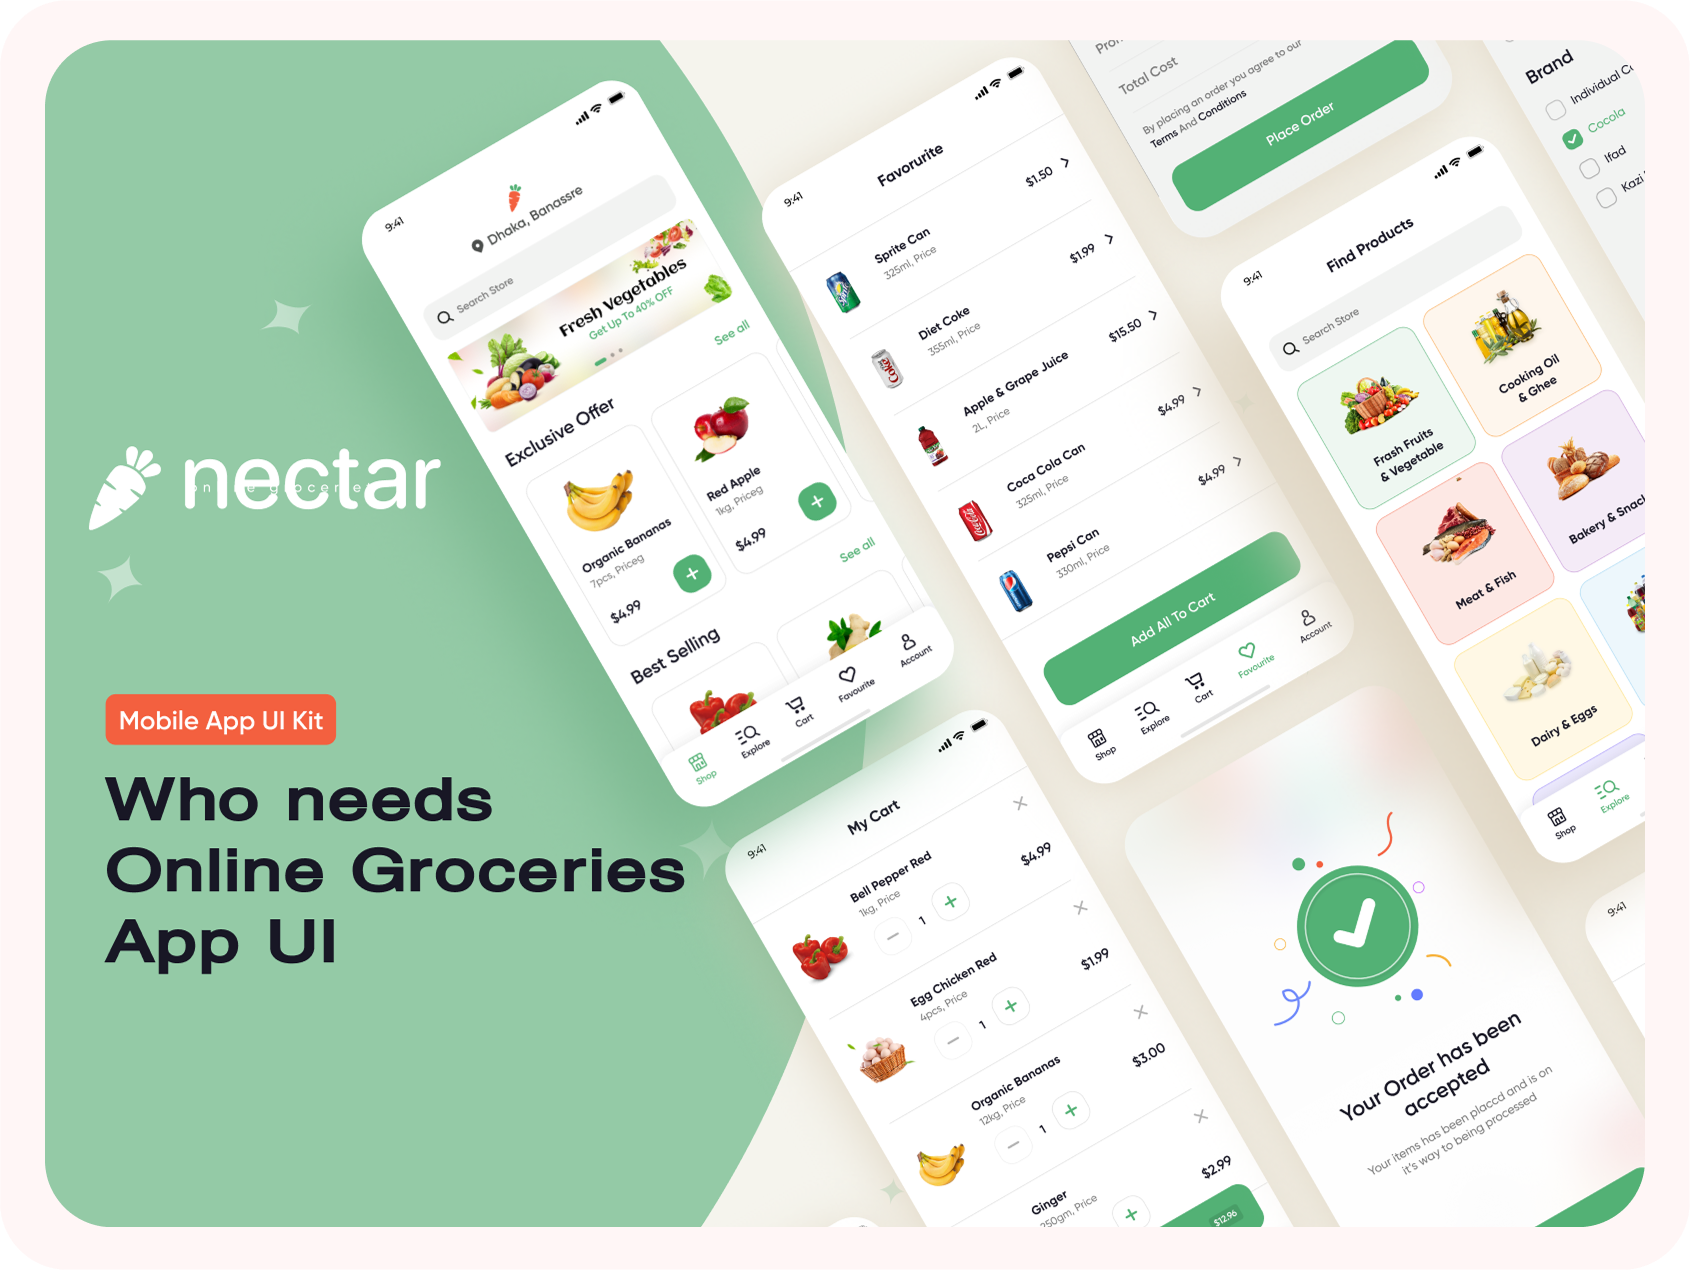 nectar
online groceriet
Mobile App UI Kit
Who needs
Online Groceries
App UI
9:41
Dhaka, Banassre
Search Store
Fresh Vegetables
Get Up To 40% OFF
Exclusive Offer
See all
Organic Bananas
7pcs, Priceg
$4.99
Red Apple
1kg, Priceg
$4.99
Best Selling
See all
Shop
Explore
Cart
Favourite
Account
9:41
Favorurite
Sprite Can
325ml, Price
$1.50
Diet Coke
355ml, Price
$1.99
Apple & Grape Juice
2L, Price
$15.50
Coca Cola Can
325ml, Price
$4.99
Pepsi Can
330ml, Price
$4.99
Add All To Cart
Shop
Explore
Cart
Favourite
Account
9:41
My Cart
Bell Pepper Red
1kg, Price
1
$4.99
Egg Chicken Red
4pcs, Price
1
$1.99
Organic Bananas
12kg, Price
1
$3.00
Ginger
250gm, Price
$2.99
$12.96
Total Cost
By placing an order you agree to our
Terms And Conditions
Place Order
9:41
Find Products
Search Store
Frash Fruits
& Vegetable
Cooking Oil
& Ghee
Meat & Fish
Bakery & Snac
Dairy & Eggs
Shop
Explore
Your Order has been
accepted
Your items has been placcd and is on
it's way to being processed
Brand
Individual C
Cocola
Ifad
Kazi
9:41